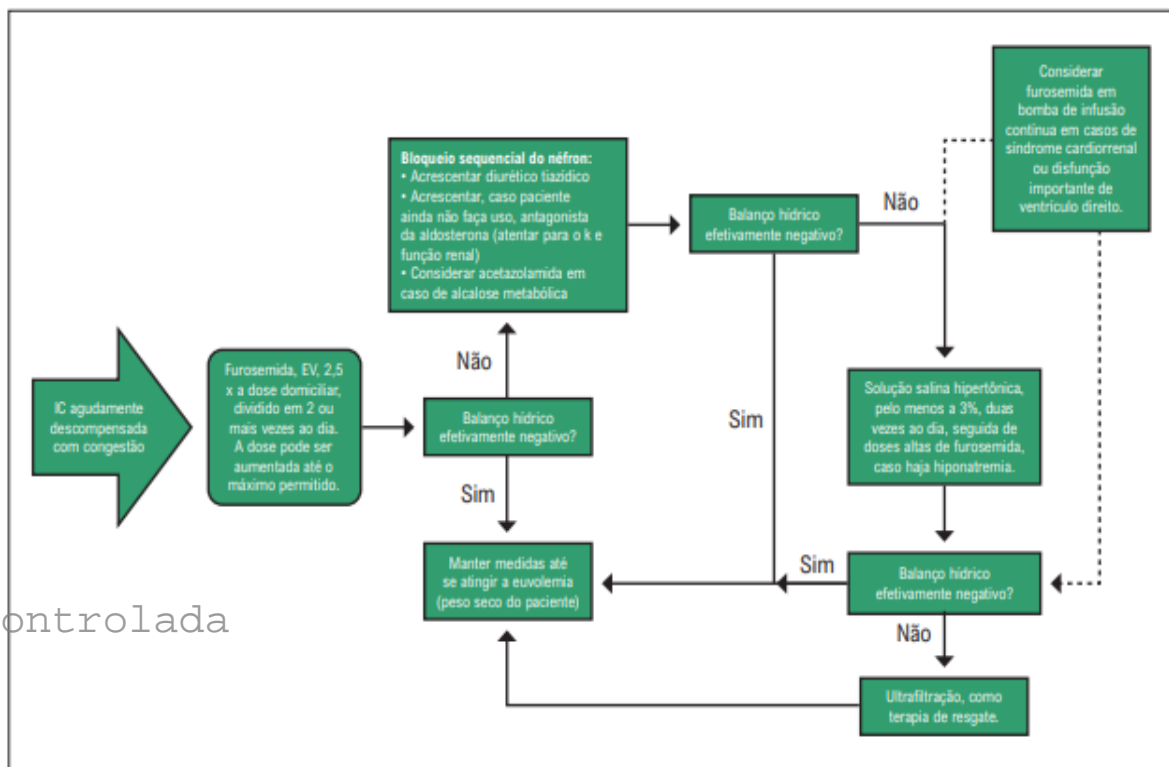 Considerar
furosemida em
bomba de infusão
contínua em casos de
síndrome cardiorrenal
ou disfunção
importante de
ventrículo direito.
Bloqueio sequencial do néfron:
• Acrescentar diurético tiazídico
• Acrescentar, caso paciente
ainda não faça uso, antagonista
da aldosterona (atentar para o k e
função renal)
• Considerar acetazolamida em
caso de alcalose metabólica
Balanço hídrico
efetivamente negativo?
Não
Não
IC agudamente
descompensada
com congestão
Furosemida, EV, 2,5
x a dose domiciliar,
dividido em 2 ou
mais vezes ao dia.
A dose pode ser
aumentada até o
máximo permitido.
Balanço hídrico
efetivamente negativo?
Sim
Sim
Solução salina hipertônica,
pelo menos a 3%, duas
vezes ao dia, seguida de
doses altas de furosemida,
caso haja hiponatremia.
Manter medidas até
se atingir a euvolemia
(peso seco do paciente)
Sim
Balanço hídrico
efetivamente negativo?
Não
ontrolada
Ultrafiltração, como
terapia de resgate.